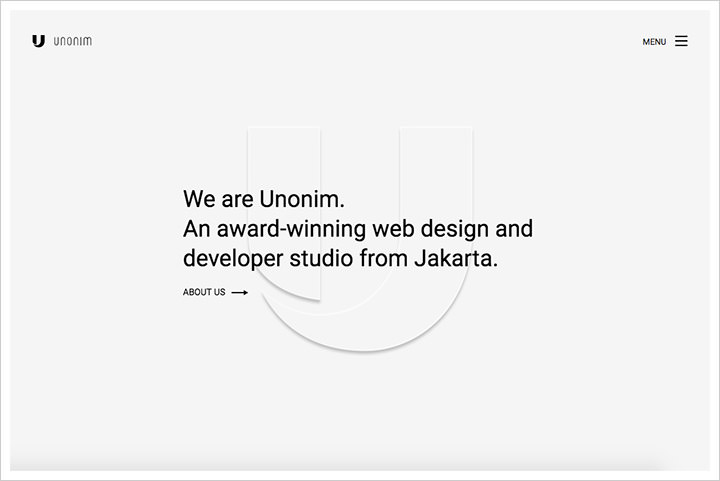 UNONIM
MENU
We are Unonim.
An award-winning web design and
developer studio from Jakarta.
ABOUT US